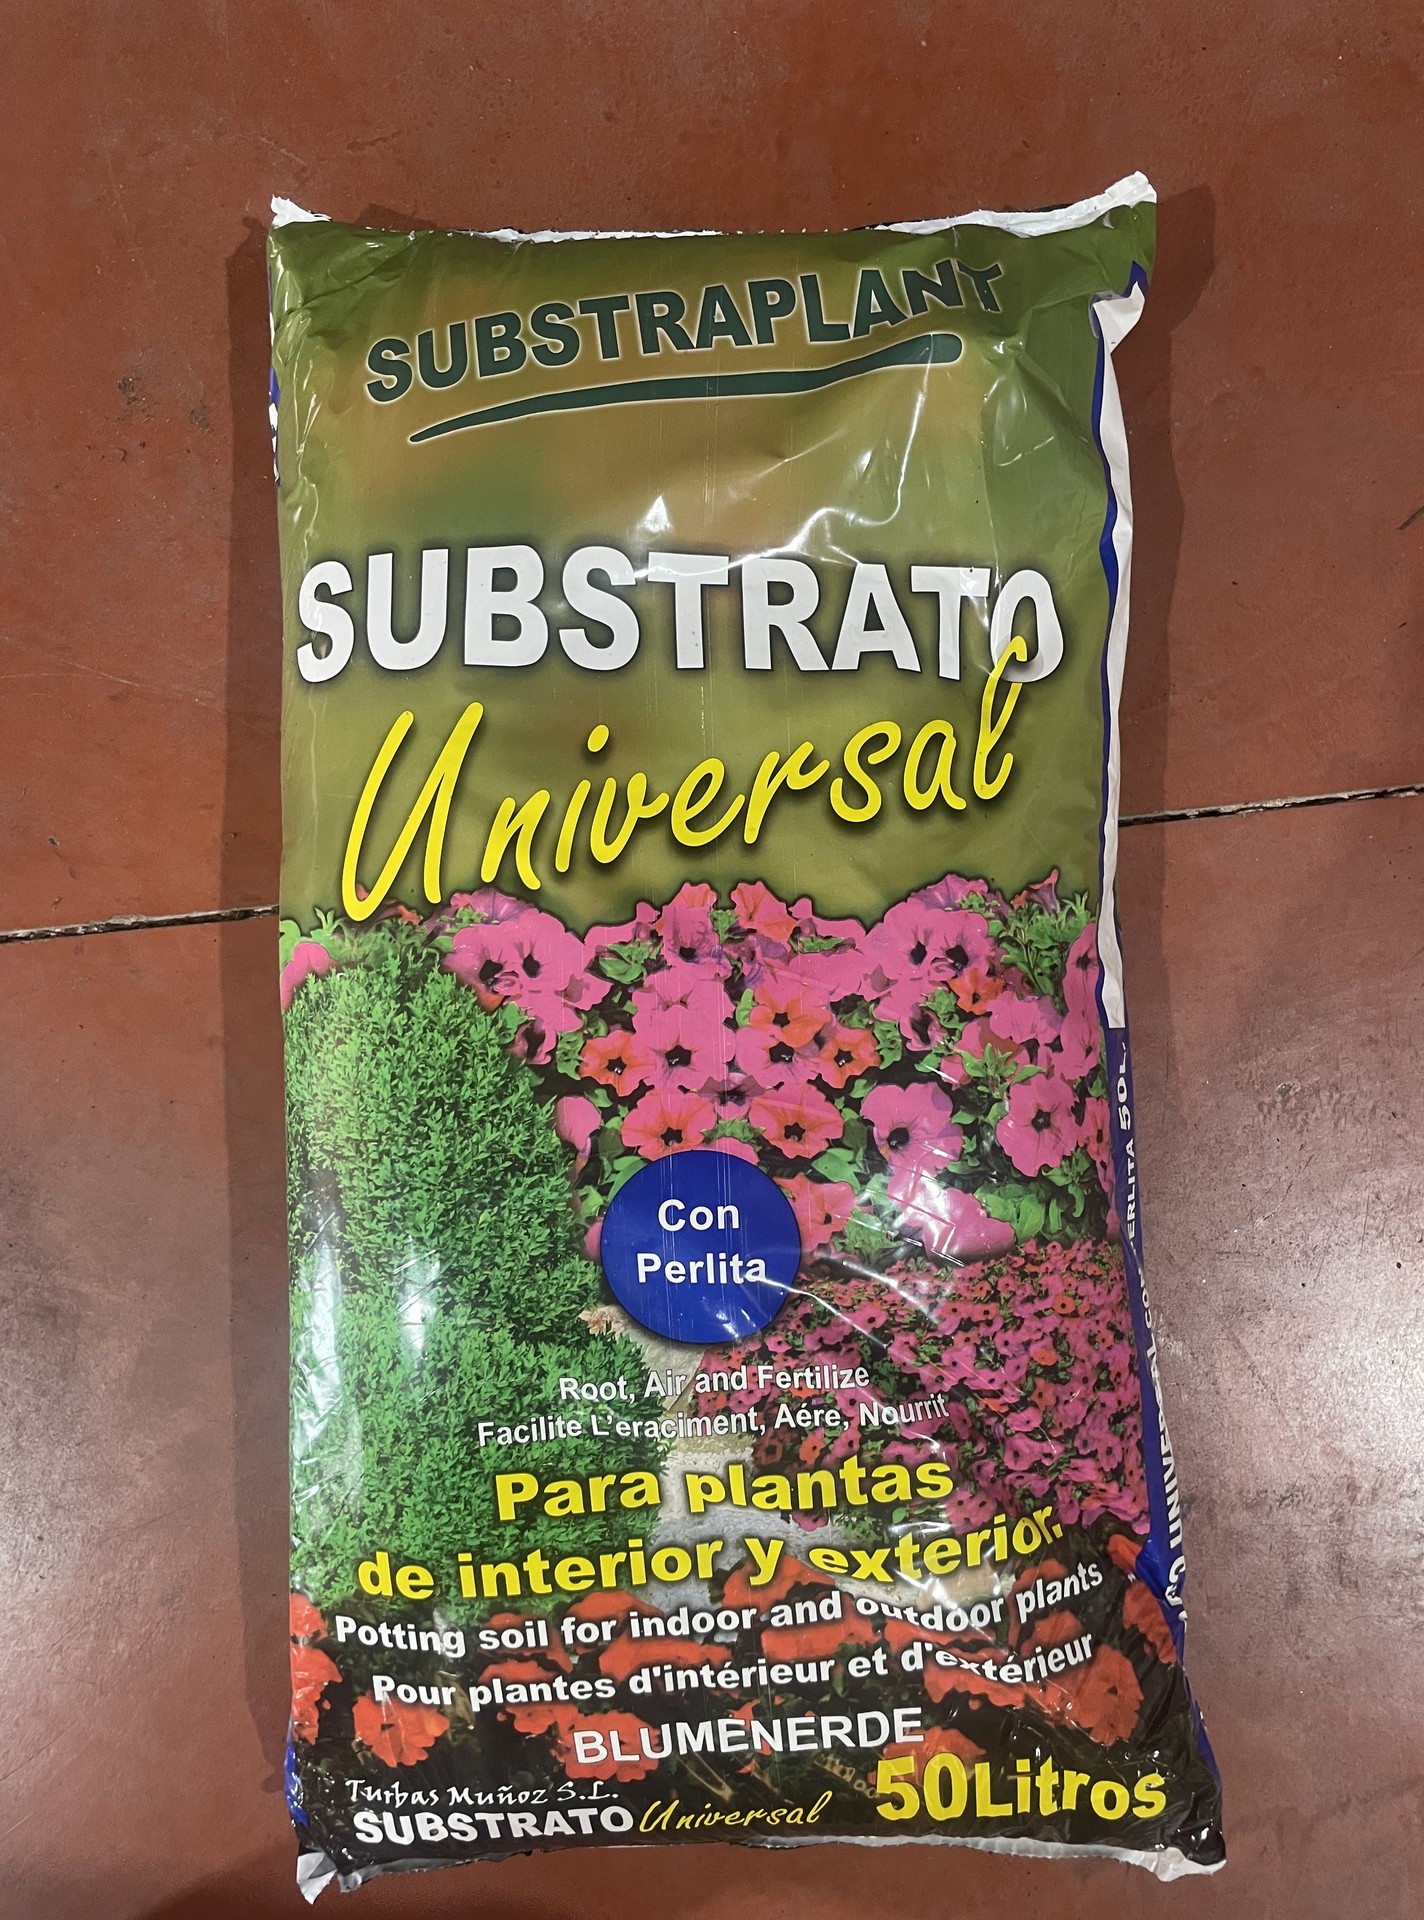 SUBSTRAPLANT
SUBSTRATO
Universal
Con
Perlita
Root, Air and Fertilize
Facilite L'eraciment, Aére, Nourrit
Para plantas
de interior y exterior.
Potting soil for indoor and outdoor plants
Pour plantes d'intérieur et d'extérieur
BLUMENERDE
Turbas Muñoz S.L.
SUBSTRATO Universal
50Litros
50L.